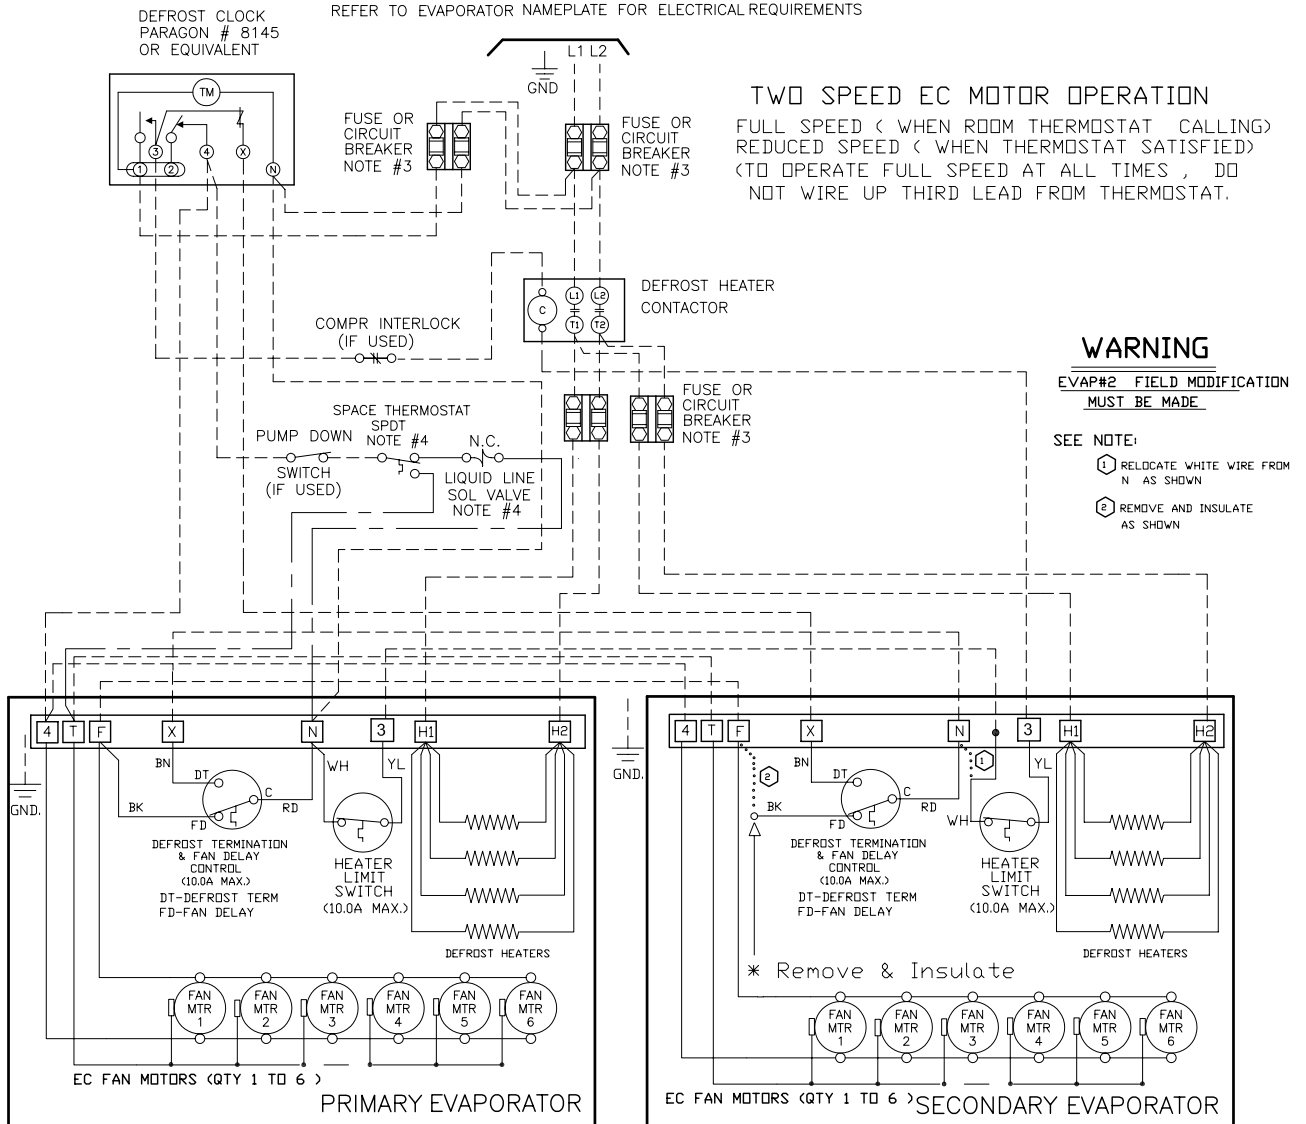 REFER TO EVAPORATOR NAMEPLATE FOR ELECTRICAL REQUIREMENTS
DEFROST CLOCK
PARAGON # 8145
OR EQUIVALENT
TM
3
4
X
1
2
N
FUSE OR
CIRCUIT
BREAKER
NOTE #3
L1 L2
GND
FUSE OR
CIRCUIT
BREAKER
NOTE #3
TWO SPEED EC MOTOR OPERATION
FULL SPEED ( WHEN ROOM THERMOSTAT CALLING)
REDUCED SPEED ( WHEN THERMOSTAT SATISFIED)
(TO OPERATE FULL SPEED AT ALL TIMES , DO
NOT WIRE UP THIRD LEAD FROM THERMOSTAT.
DEFROST HEATER
CONTACTOR
C
L1
L2
T1
T2
COMPR INTERLOCK
(IF USED)
WARNING
EVAP#2 FIELD MODIFICATION
MUST BE MADE
SEE NOTE:
1 RELOCATE WHITE WIRE FROM
N AS SHOWN
2 REMOVE AND INSULATE
AS SHOWN
FUSE OR
CIRCUIT
BREAKER
NOTE #3
SPACE THERMOSTAT
SPDT
NOTE #4
PUMP DOWN
SWITCH
(IF USED)
N.C.
LIQUID LINE
SOL VALVE
NOTE #4
4 T F X N 3 H1 H2
GND.
BN
DT
C
RD
BK
FD
WH
YL
DEFROST TERMINATION
& FAN DELAY
CONTROL
(10.0A MAX.)
DT-DEFROST TERM
FD-FAN DELAY
HEATER
LIMIT
SWITCH
(10.0A MAX.)
DEFROST HEATERS
FAN MTR 1
FAN MTR 2
FAN MTR 3
FAN MTR 4
FAN MTR 5
FAN MTR 6
EC FAN MOTORS (QTY 1 TO 6 )
PRIMARY EVAPORATOR
4 T F X N 3 H1 H2
GND.
BN
DT
C
RD
BK
FD
2
1
WH
YL
DEFROST TERMINATION
& FAN DELAY
CONTROL
(10.0A MAX.)
DT-DEFROST TERM
FD-FAN DELAY
HEATER
LIMIT
SWITCH
(10.0A MAX.)
DEFROST HEATERS
* Remove & Insulate
FAN MTR 1
FAN MTR 2
FAN MTR 3
FAN MTR 4
FAN MTR 5
FAN MTR 6
EC FAN MOTORS (QTY 1 TO 6 )
SECONDARY EVAPORATOR